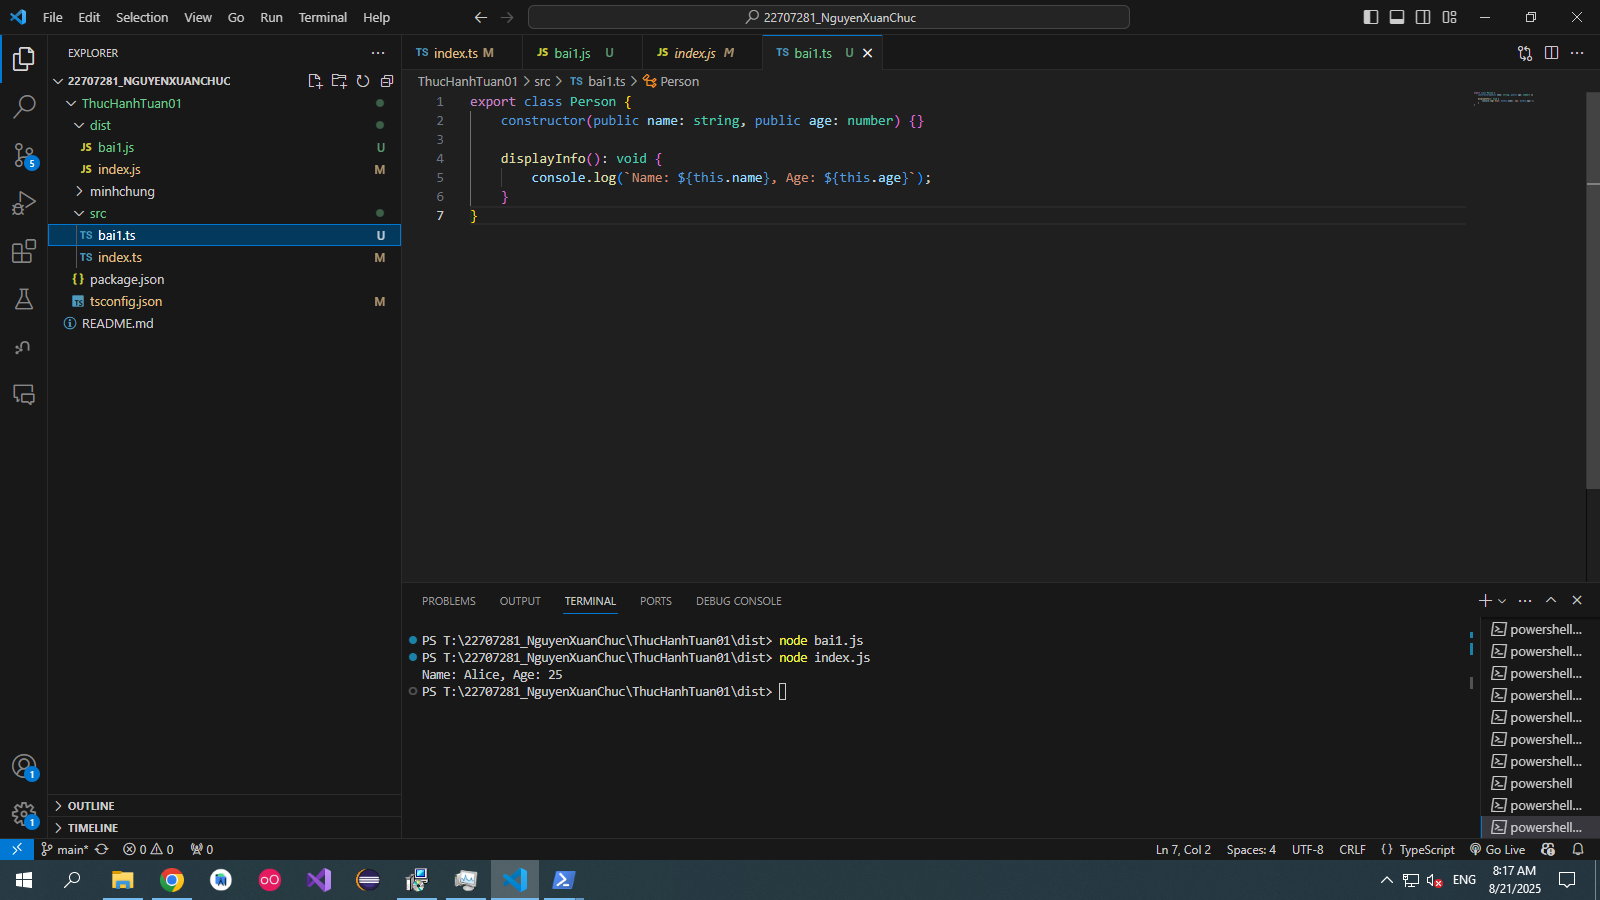 File Edit Selection View Go Run Terminal Help
22707281_NguyenXuanChuc
EXPLORER
22707281_NGUYENXUANCHUC
ThucHanhTuan01
dist
JS bai1.js U
JS index.js M
minhchung
src
TS bai1.ts U
TS index.ts M
{} package.json
TS tsconfig.json M
README.md
OUTLINE
TIMELINE
5
1
1
TS index.ts M
JS bai1.js U
JS index.js M
TS bai1.ts U
ThucHanhTuan01 > src > TS bai1.ts > Person
1 export class Person {
2 constructor(public name: string, public age: number) {}
3
4 displayInfo(): void {
5 console.log(`Name: ${this.name}, Age: ${this.age}`);
6 }
7 }
PROBLEMS OUTPUT TERMINAL PORTS DEBUG CONSOLE
PS T:\22707281_NguyenXuanChuc\ThucHanhTuan01\dist> node bai1.js
PS T:\22707281_NguyenXuanChuc\ThucHanhTuan01\dist> node index.js
Name: Alice, Age: 25
PS T:\22707281_NguyenXuanChuc\ThucHanhTuan01\dist>
powershell...
powershell...
powershell...
powershell...
powershell...
powershell...
powershell...
powershell
powershell...
powershell...
main* 0 0 0
Ln 7, Col 2 Spaces: 4 UTF-8 CRLF {} TypeScript Go Live
ENG
8:17 AM
8/21/2025